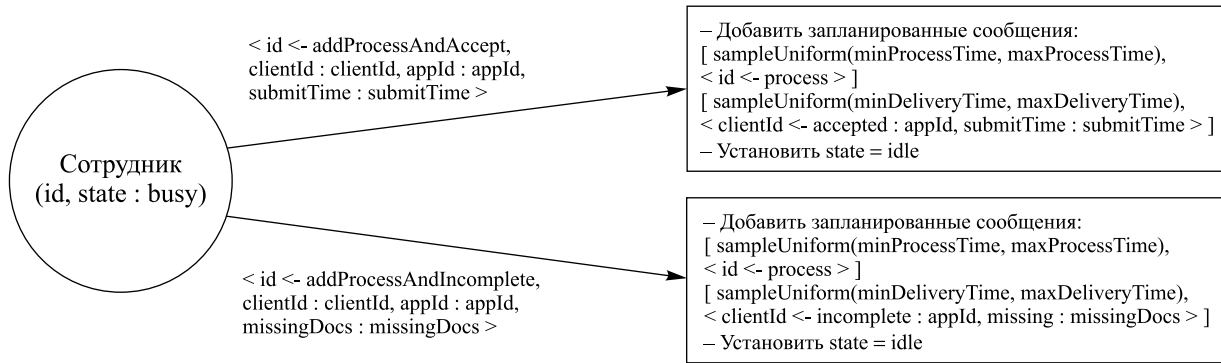 Сотрудник
(id, state : busy)
< id <- addProcessAndAccept,
clientId : clientId, appId : appId,
submitTime : submitTime >
– Добавить запланированные сообщения:
[ sampleUniform(minProcessTime, maxProcessTime),
< id <- process > ]
[ sampleUniform(minDeliveryTime, maxDeliveryTime),
< clientId <- accepted : appId, submitTime : submitTime > ]
– Установить state = idle
< id <- addProcessAndIncomplete,
clientId : clientId, appId : appId,
missingDocs : missingDocs >
– Добавить запланированные сообщения:
[ sampleUniform(minProcessTime, maxProcessTime),
< id <- process > ]
[ sampleUniform(minDeliveryTime, maxDeliveryTime),
< clientId <- incomplete : appId, missing : missingDocs > ]
– Установить state = idle